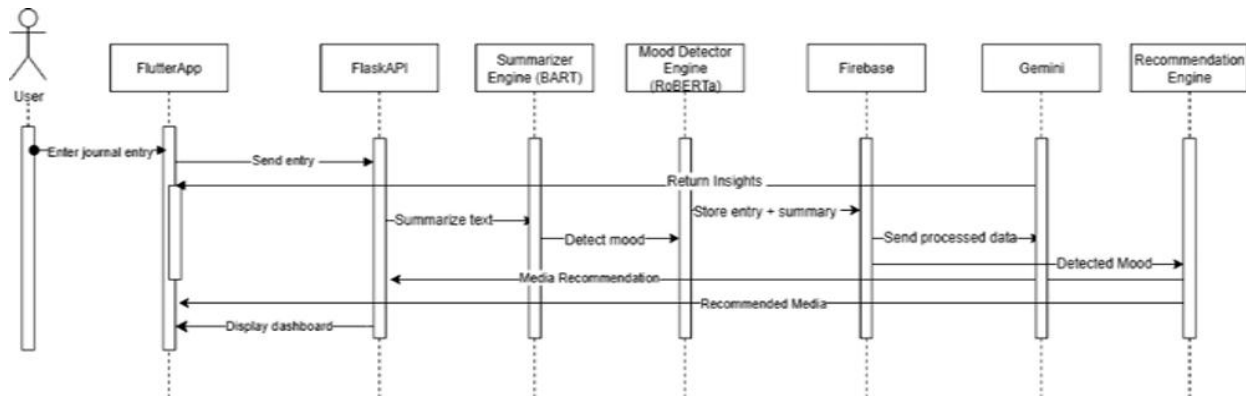 User
FlutterApp
FlaskAPI
Summarizer
Engine (BART)
Mood Detector
Engine
(RoBERTa)
Firebase
Gemini
Recommendation
Engine
Enter journal entry
Send entry
Return Insights
Store entry + summary
Summarize text
Detect mood
Send processed data
Detected Mood
Media Recommendation
Recommended Media
Display dashboard